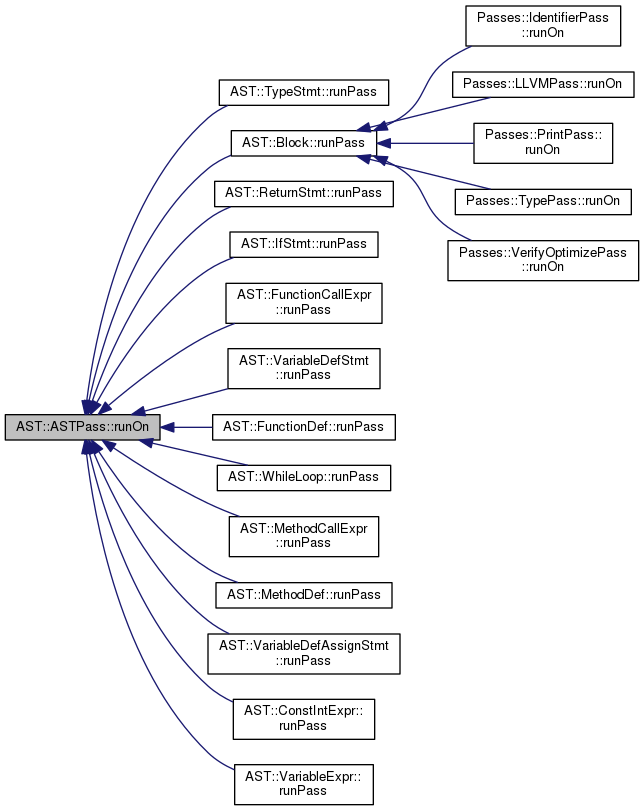 Passes::IdentifierPass
::runOn
AST::TypeStmt::runPass
Passes::LLVMPass::runOn
AST::Block::runPass
Passes::PrintPass::
runOn
AST::ReturnStmt::runPass
Passes::TypePass::runOn
AST::IfStmt::runPass
Passes::VerifyOptimizePass
::runOn
AST::FunctionCallExpr
::runPass
AST::VariableDefStmt
::runPass
AST::ASTPass::runOn
AST::FunctionDef::runPass
AST::WhileLoop::runPass
AST::MethodCallExpr
::runPass
AST::MethodDef::runPass
AST::VariableDefAssignStmt
::runPass
AST::ConstIntExpr::
runPass
AST::VariableExpr::
runPass